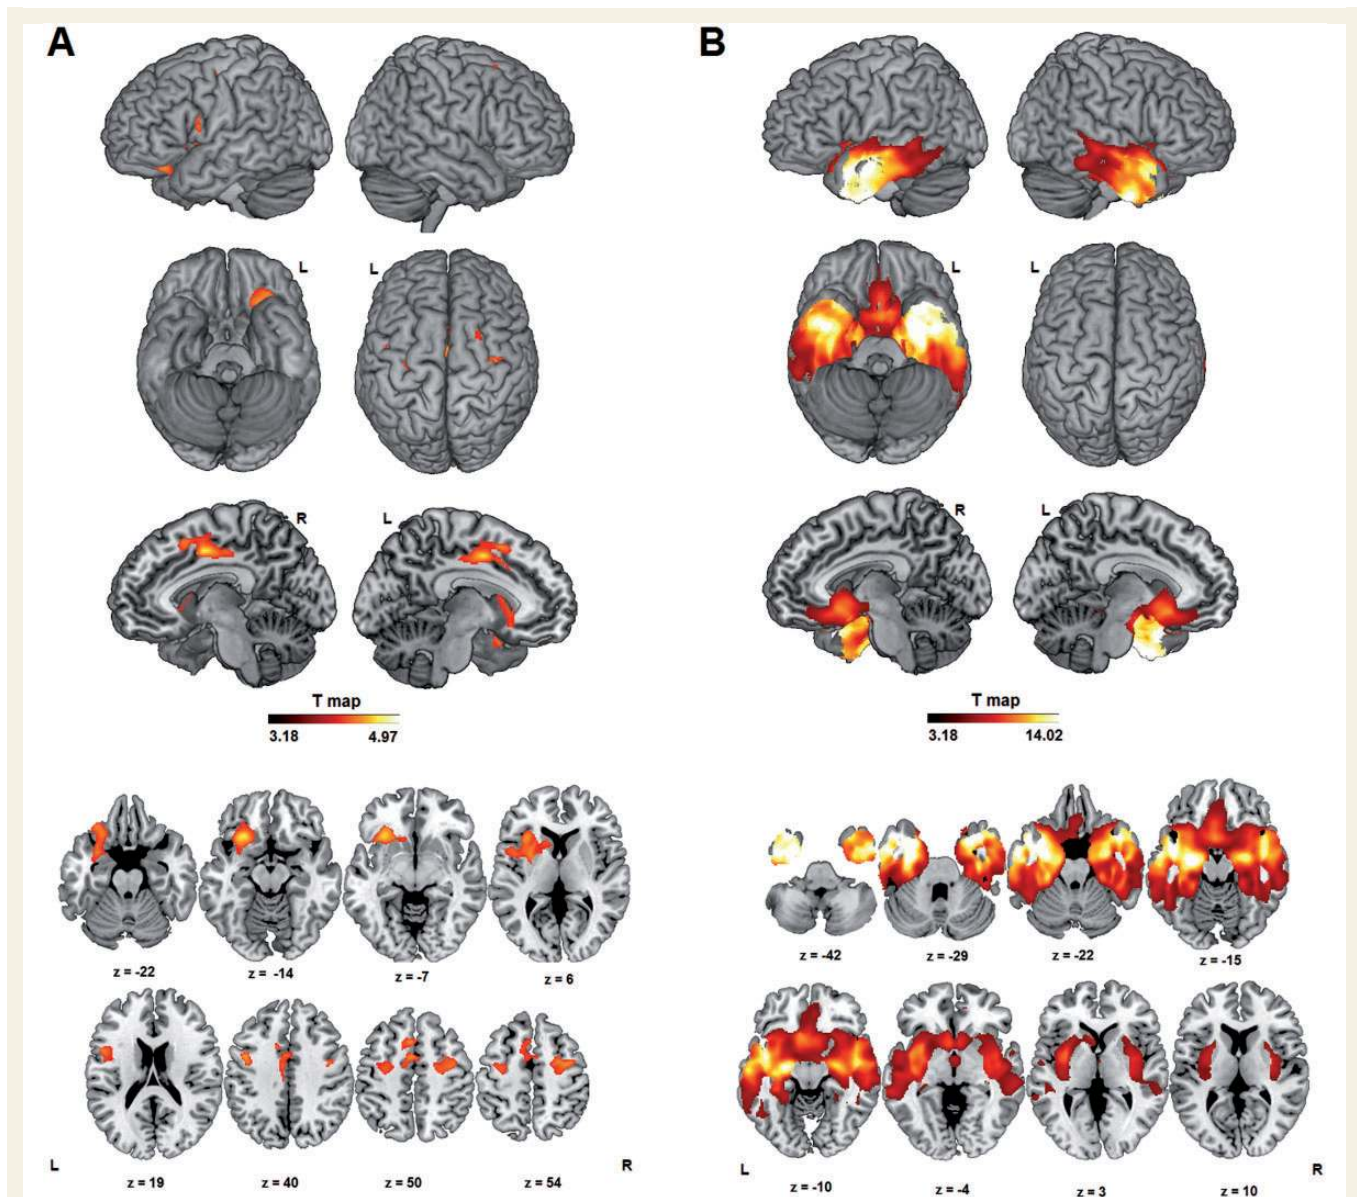 A
B
L
L
L
L
R
L
R
L
T map
3.18 4.97
T map
3.18 14.02
z = -22 z = -14 z = -7 z = 6
z = -42 z = -29 z = -22 z = -15
z = 19 z = 40 z = 50 z = 54
L R
z = -10 z = -4 z = 3 z = 10
L R